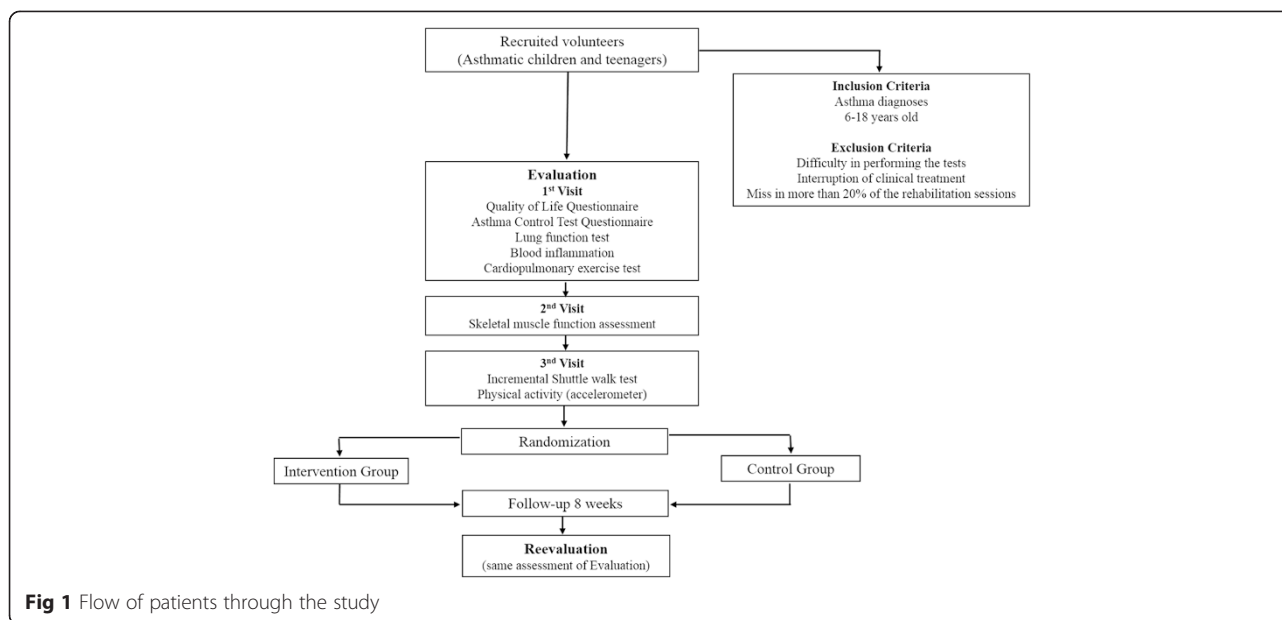 Recruited volunteers
(Asthmatic children and teenagers)
Inclusion Criteria
Asthma diagnoses
6-18 years old
Exclusion Criteria
Difficulty in performing the tests
Interruption of clinical treatment
Miss in more than 20% of the rehabilitation sessions
Evaluation
1st Visit
Quality of Life Questionnaire
Asthma Control Test Questionnaire
Lung function test
Blood inflammation
Cardiopulmonary exercise test
2nd Visit
Skeletal muscle function assessment
3nd Visit
Incremental Shuttle walk test
Physical activity (accelerometer)
Randomization
Intervention Group
Control Group
Follow-up 8 weeks
Reevaluation
(same assessment of Evaluation)
Fig 1 Flow of patients through the study